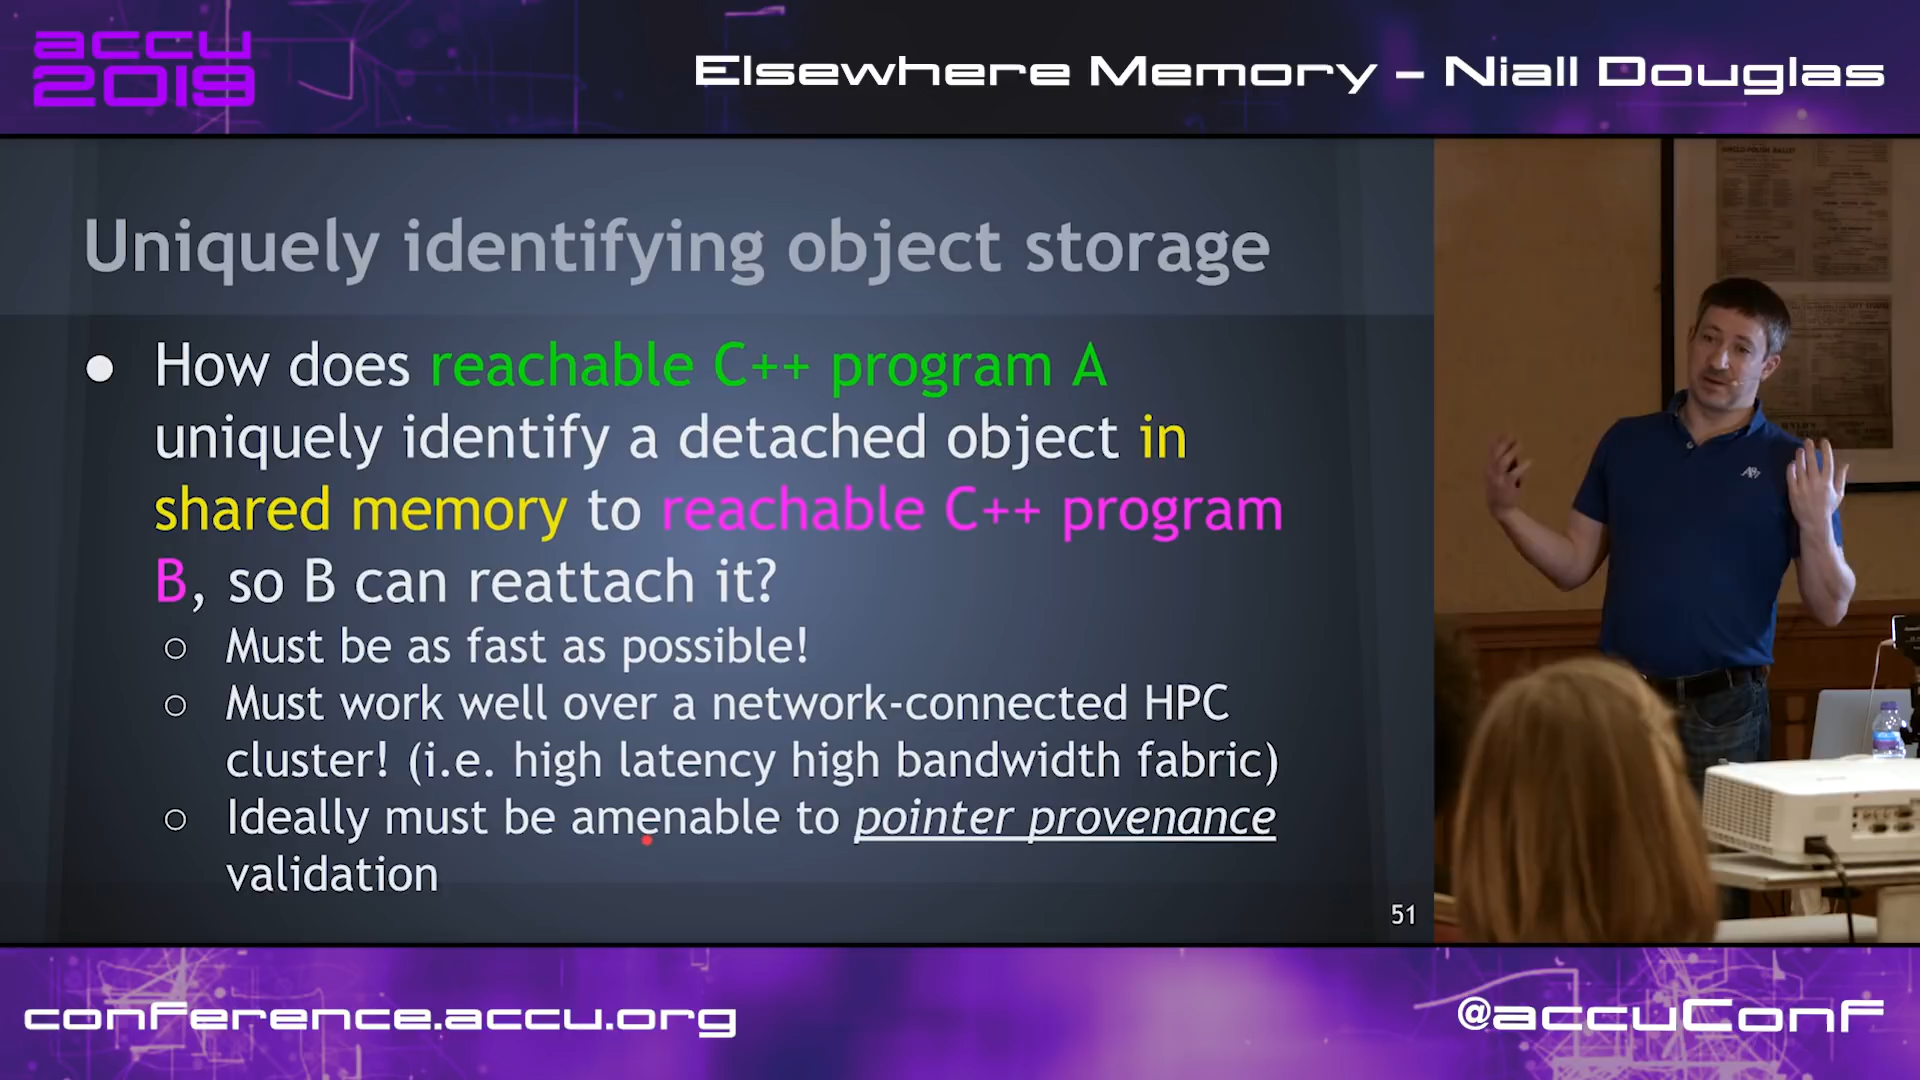 accu
2019
Elsewhere Memory – Niall Douglas
Uniquely identifying object storage
● How does reachable C++ program A
uniquely identify a detached object in
shared memory to reachable C++ program
B, so B can reattach it?
○ Must be as fast as possible!
○ Must work well over a network-connected HPC
cluster! (i.e. high latency high bandwidth fabric)
○ Ideally must be amenable to pointer provenance
validation
51
conference.accu.org
@accuConf